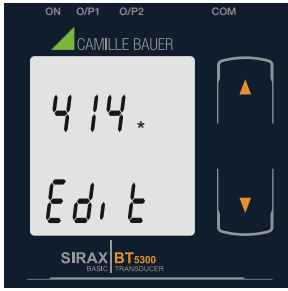 ON O/P1 O/P2 COM
CAMILLE BAUER
414.*
Edit
SIRAX BT5300
BASIC TRANSDUCER